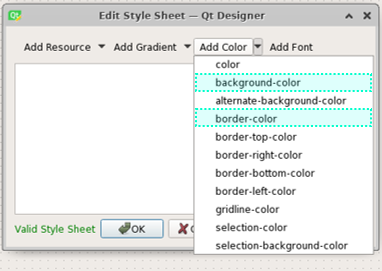 Edit Style Sheet — Qt Designer
Add Resource Add Gradient Add Color Add Font
color
background-color
alternate-background-color
border-color
border-top-color
border-right-color
border-bottom-color
border-left-color
gridline-color
selection-color
selection-background-color
Valid Style Sheet OK